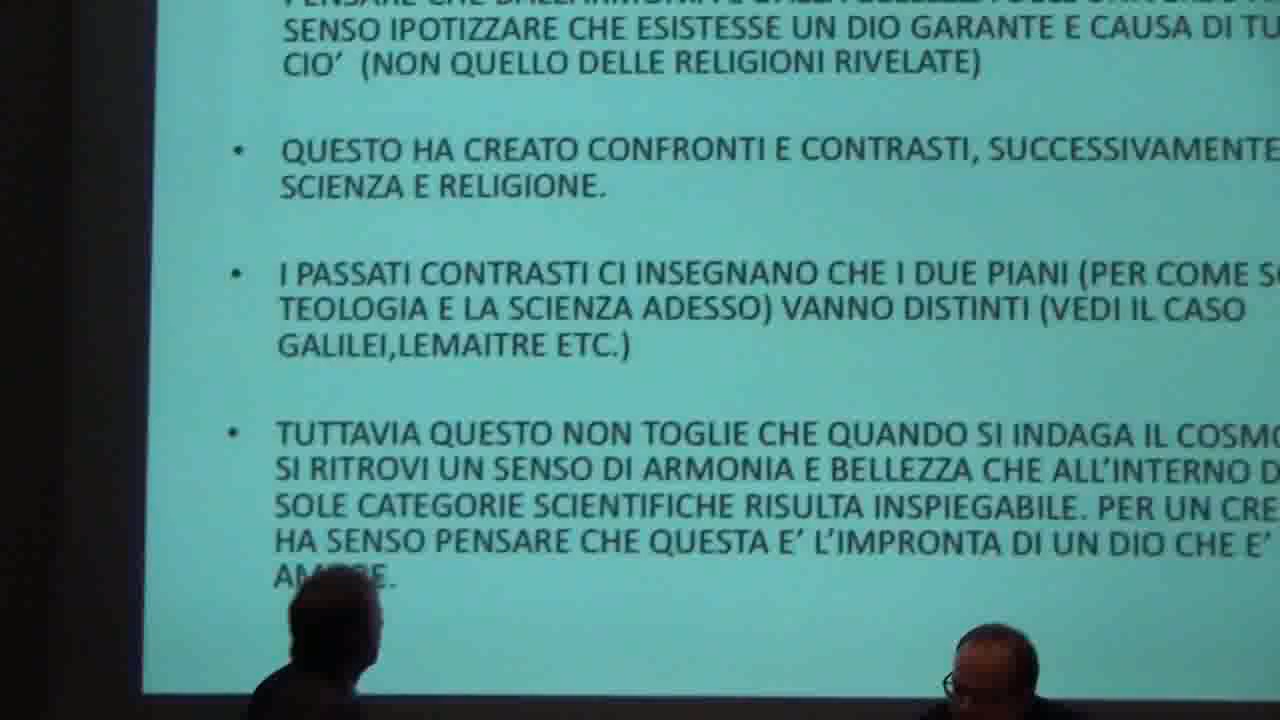 SENSO IPOTIZZARE CHE ESISTESSE UN DIO GARANTE E CAUSA DI TU
CIO' (NON QUELLO DELLE RELIGIONI RIVELATE)
• QUESTO HA CREATO CONFRONTI E CONTRASTI, SUCCESSIVAMENTE
SCIENZA E RELIGIONE.
• I PASSATI CONTRASTI CI INSEGNANO CHE I DUE PIANI (PER COME S
TEOLOGIA E LA SCIENZA ADESSO) VANNO DISTINTI (VEDI IL CASO
GALILEI,LEMAITRE ETC.)
• TUTTAVIA QUESTO NON TOGLIE CHE QUANDO SI INDAGA IL COSMO
SI RITROVI UN SENSO DI ARMONIA E BELLEZZA CHE ALL'INTERNO D
SOLE CATEGORIE SCIENTIFICHE RISULTA INSPIEGABILE. PER UN CRE
HA SENSO PENSARE CHE QUESTA E' L'IMPRONTA DI UN DIO CHE E'